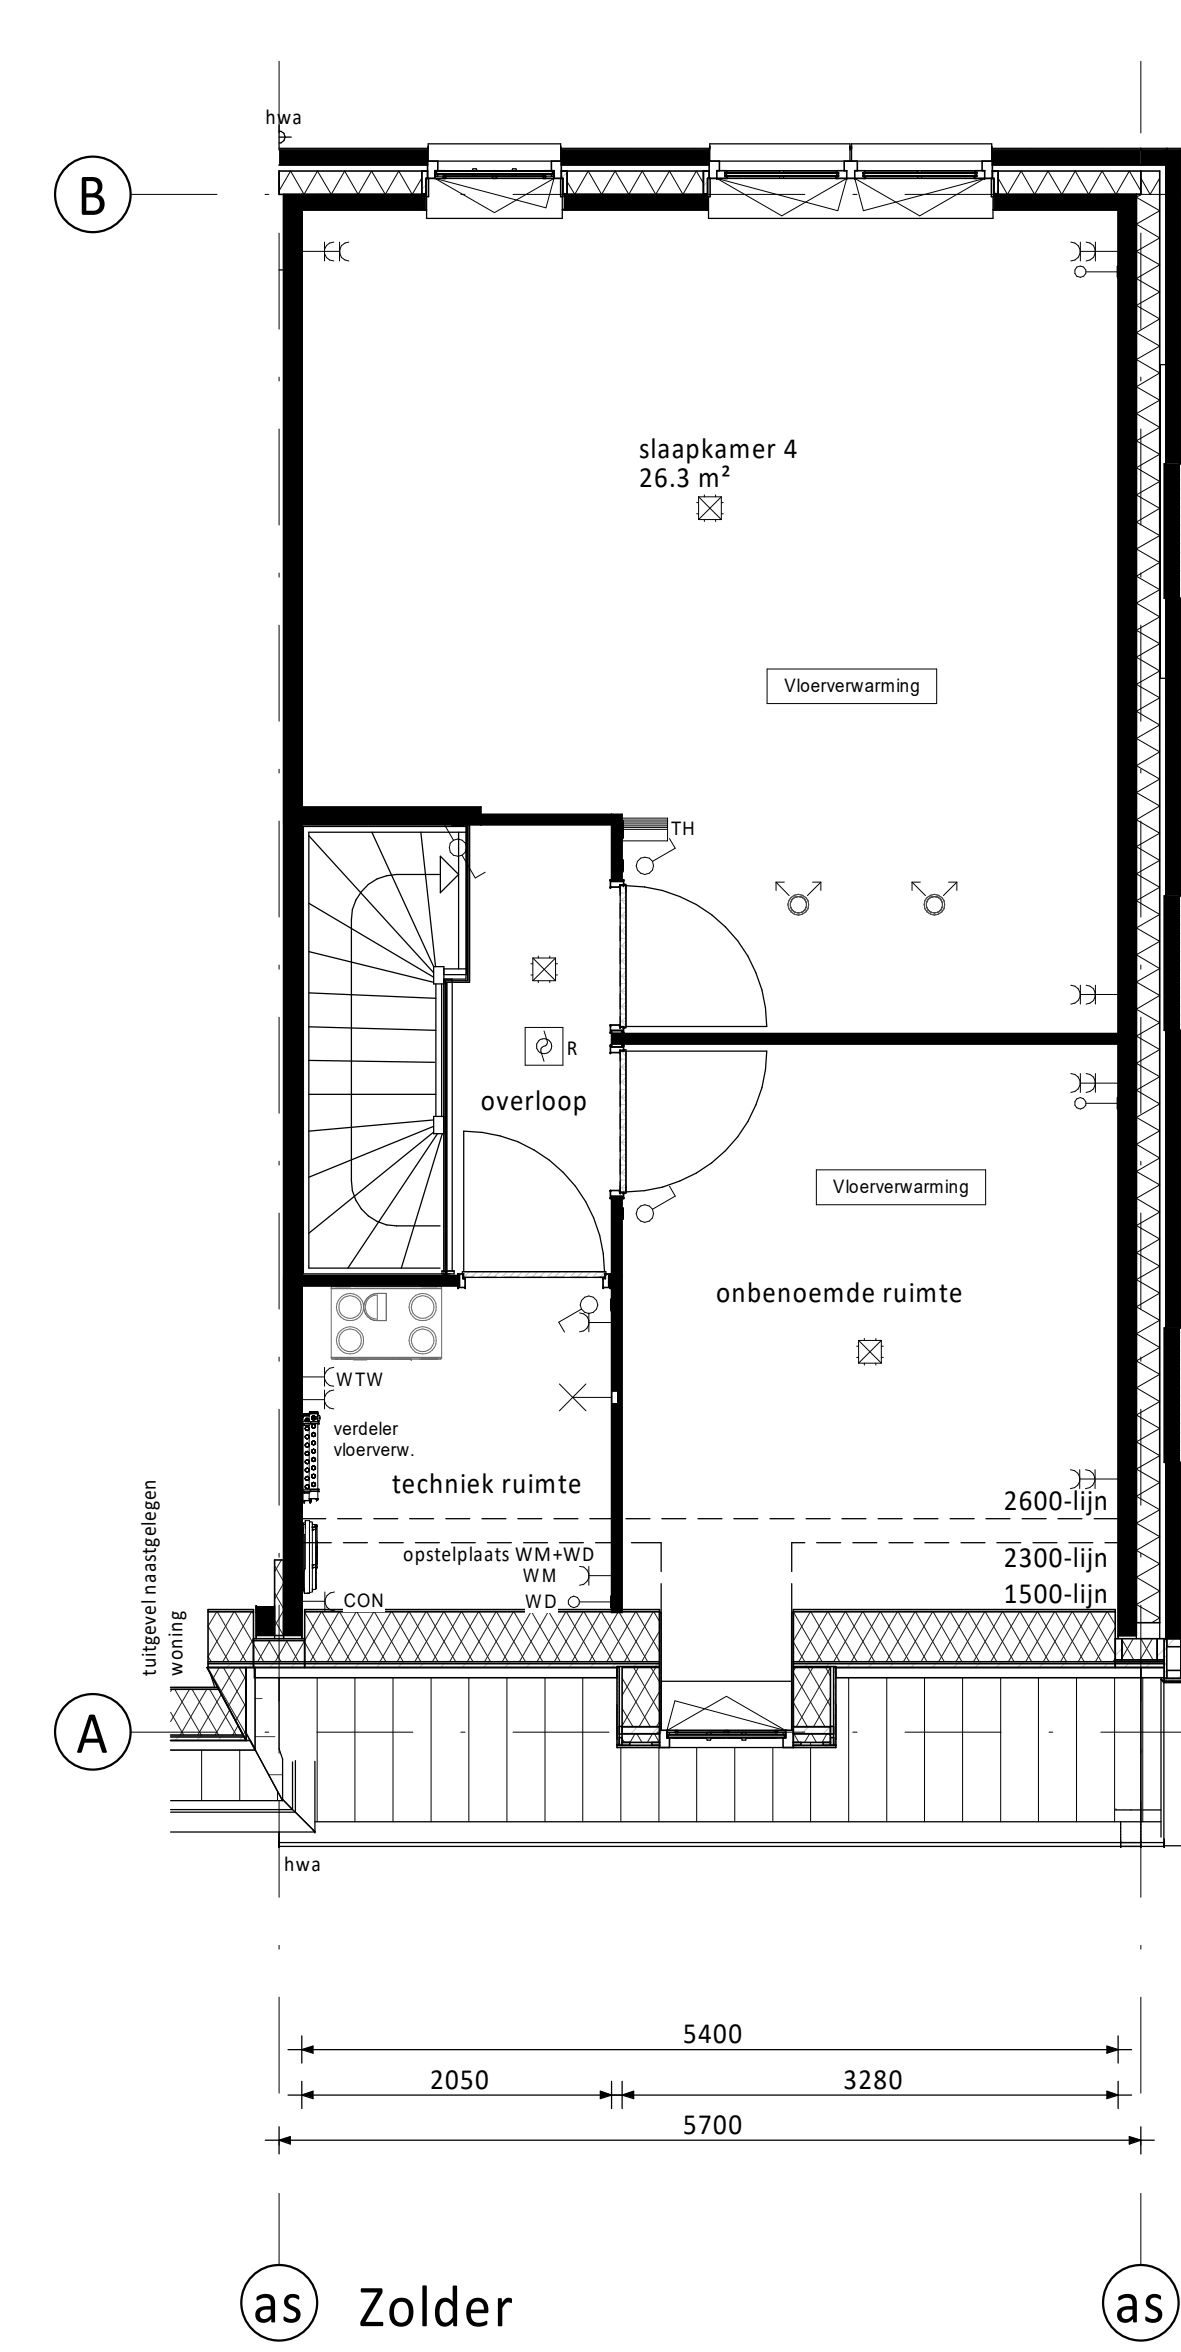 hwa
B
slaapkamer 4
26.3 m²
Vloerverwarming
TH
R
overloop
Vloerverwarming
onbenoemde ruimte
WTW
verdeler
vloerverw.
techniek ruimte
2600-lijn
opstelplaats WM+WD
2300-lijn
WM
CON
WD
1500-lijn
tuitgevel naastgelegen
woning
A
hwa
5400
2050
3280
5700
as
Zolder
as